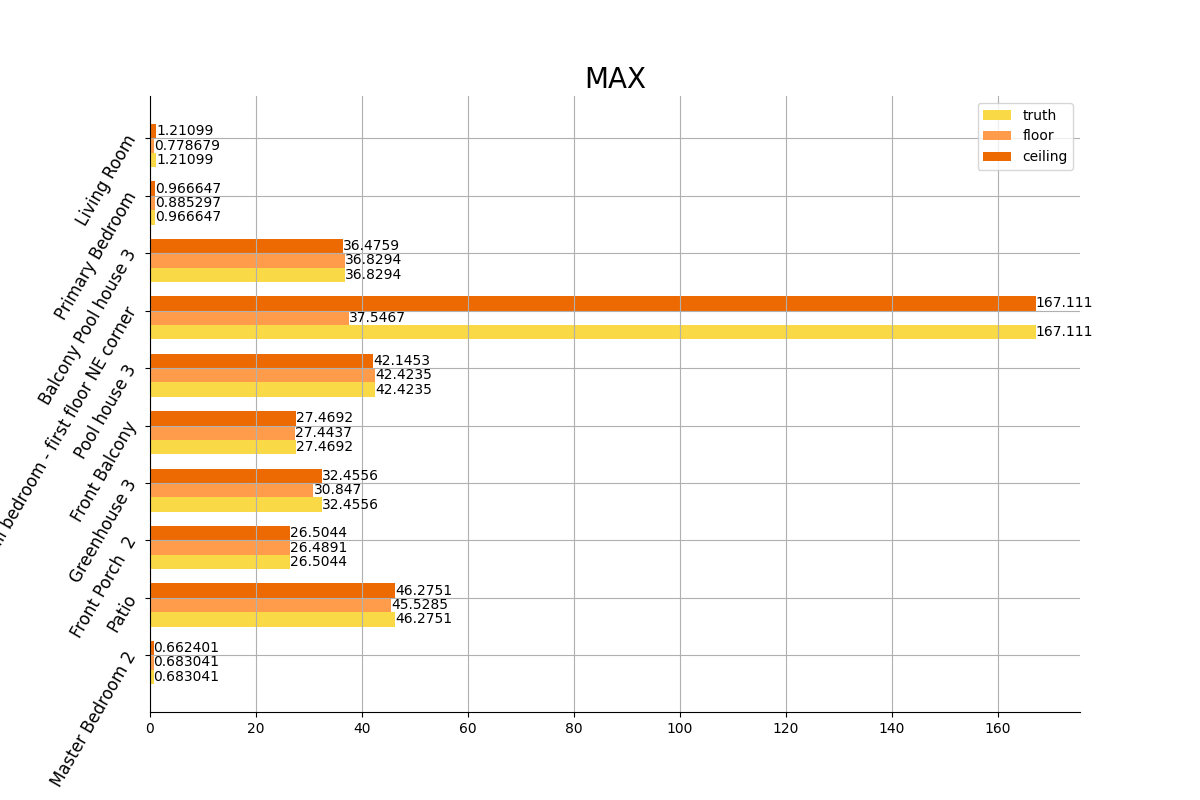 MAX
truth
floor
ceiling
Living Room
1.21099
0.778679
1.21099
Primary Bedroom
0.966647
0.885297
0.966647
Balcony Pool house 3
36.4759
36.8294
36.8294
bedroom - first floor NE corner
167.111
37.5467
167.111
Pool house 3
42.1453
42.4235
42.4235
Front Balcony
27.4692
27.4437
27.4692
Greenhouse 3
32.4556
30.847
32.4556
Front Porch 2
26.5044
26.4891
26.5044
Patio
46.2751
45.5285
46.2751
Master Bedroom 2
0.662401
0.683041
0.683041
0 20 40 60 80 100 120 140 160